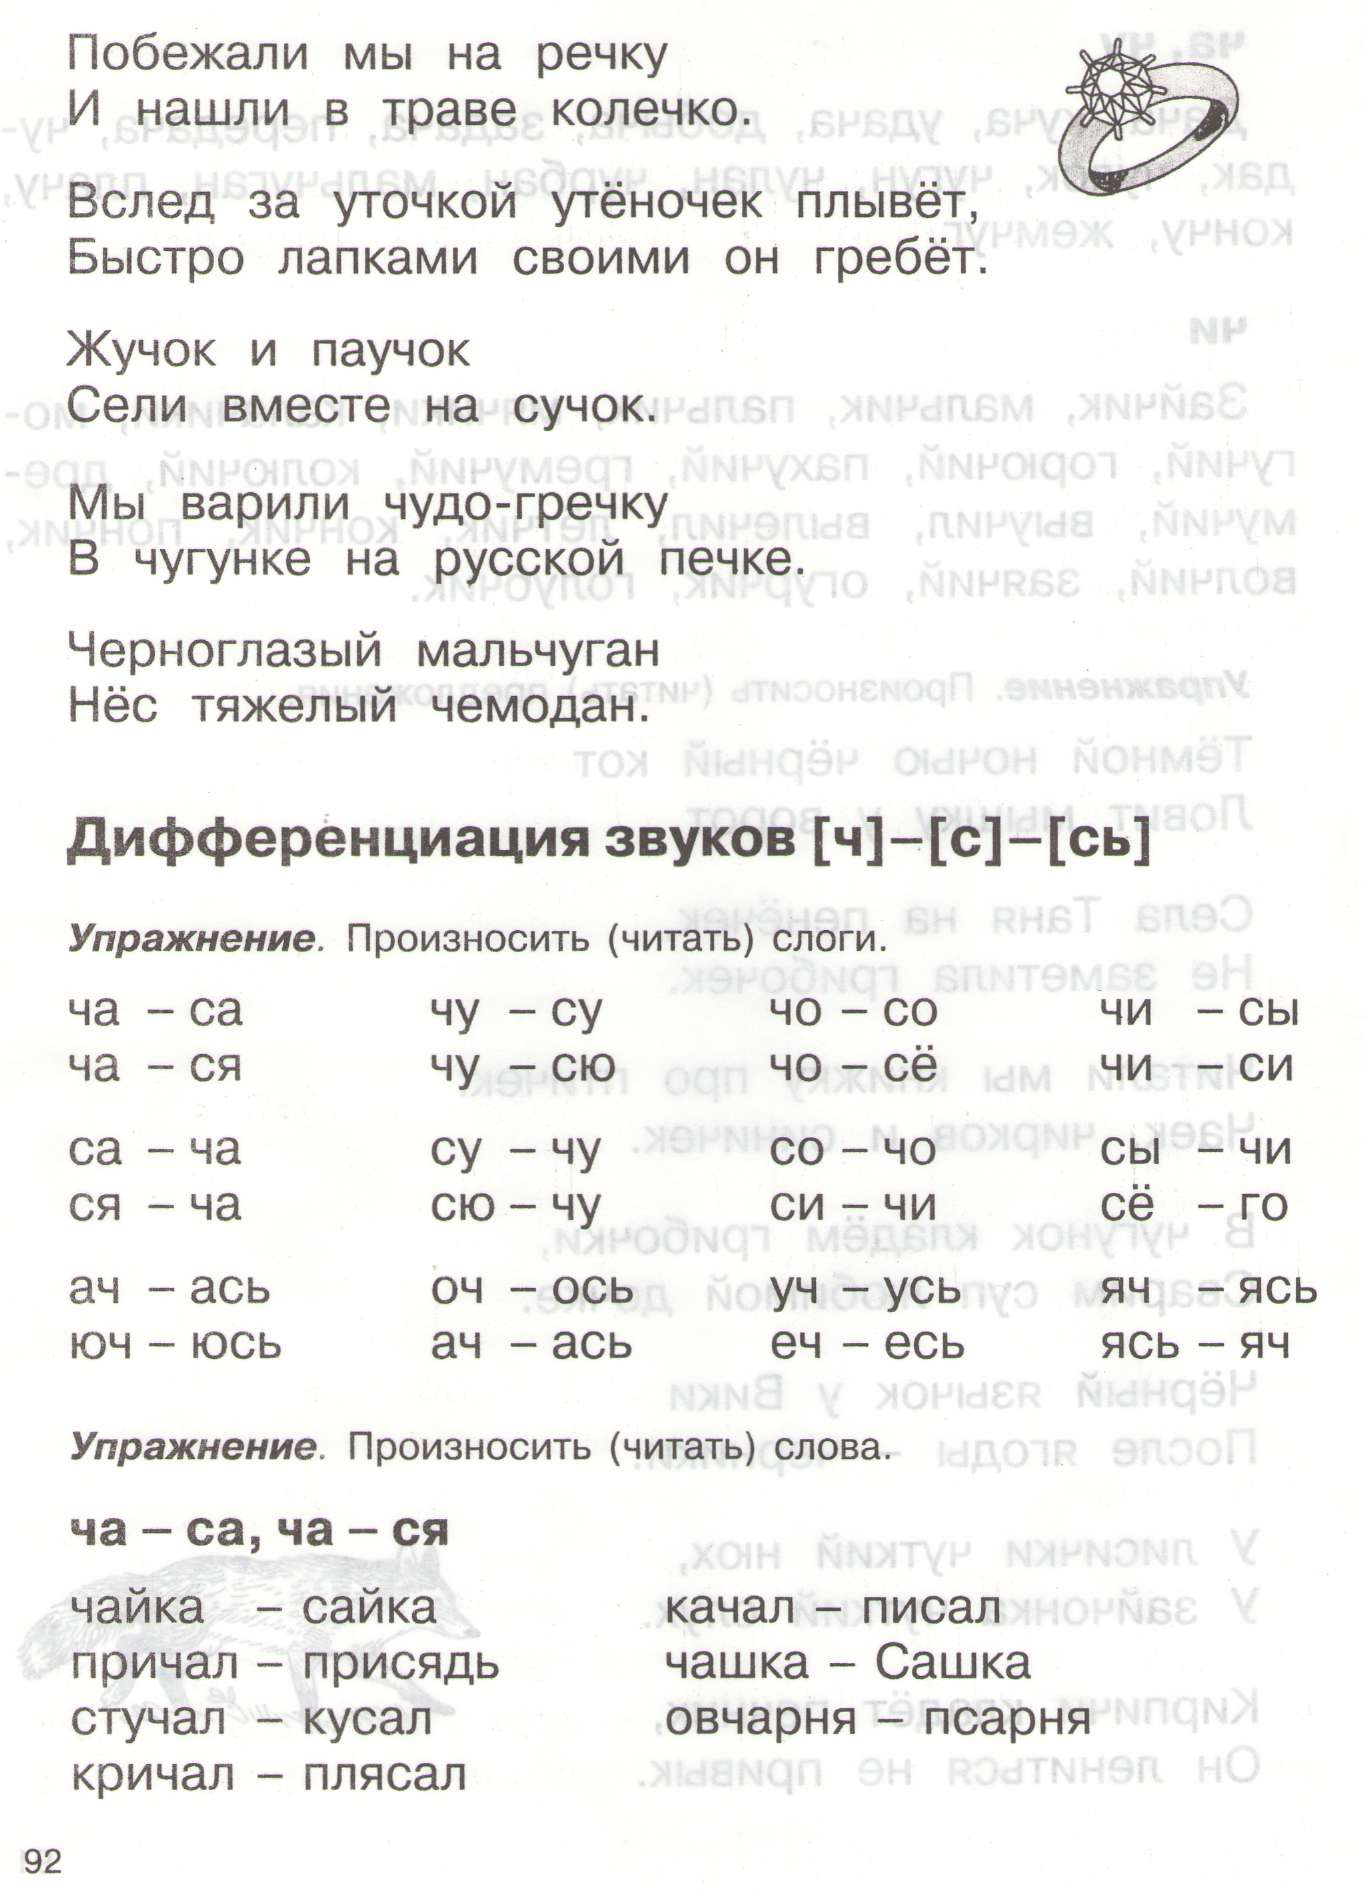 Побежали мы на речку
И нашли в траве колечко.
Вслед за уточкой утёночек плывёт,
Быстро лапками своими он гребёт.
Жучок и паучок
Сели вместе на сучок.
Мы варили чудо-гречку
В чугунке на русской печке.
Черноглазый мальчуган
Нёс тяжелый чемодан.
Дифференциация звуков [ч]–[с]–[сь]
Упражнение. Произносить (читать) слоги.
ча – са чу – су чо – со чи – сы
ча – ся чу – сю чо – сё чи – си
са – ча су – чу со – чо сы – чи
ся – ча сю – чу си – чи сё – го
ач – ась оч – ось уч – усь яч – ясь
юч – юсь ач – ась еч – есь ясь – яч
Упражнение. Произносить (читать) слова.
ча – са, ча – ся
чайка – сайка качал – писал
причал – присядь чашка – Сашка
стучал – кусал овчарня – псарня
кричал – плясал
92